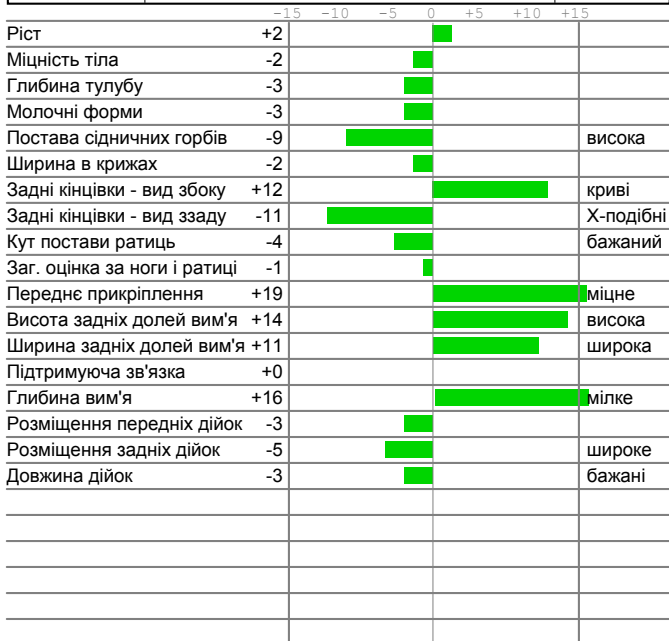 -15 -10 -5 0 +5 +10 +15
Ріст +2
Міцність тіла -2
Глибина тулубу -3
Молочні форми -3
Постава сідничних горбів -9 висока
Ширина в крижах -2
Задні кінцівки - вид збоку +12 криві
Задні кінцівки - вид ззаду -11 Х-подібні
Кут постави ратиць -4 бажаний
Заг. оцінка за ноги і ратиці -1
Переднє прикріплення +19 міцне
Висота задніх долей вим'я +14 висока
Ширина задніх долей вим'я +11 широка
Підтримуюча зв'язка +0
Глибина вим'я +16 мілке
Розміщення передніх дійок -3
Розміщення задніх дійок -5 широке
Довжина дійок -3 бажані